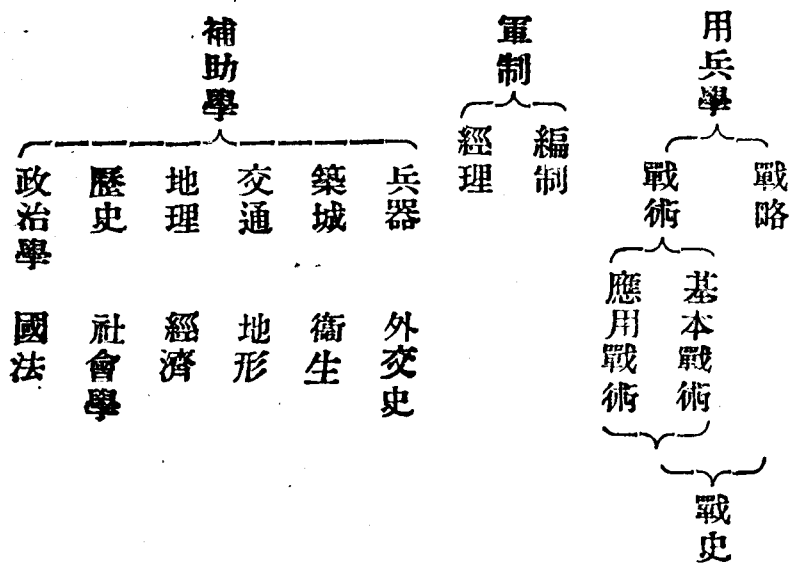 用兵學
戰略
戰術
基本戰術
應用戰術
戰史
軍制
編制
經理
補助學
兵器
築城
交通
地理
歷史
政治學
外交史
衞生
地形
經濟
社會學
國法